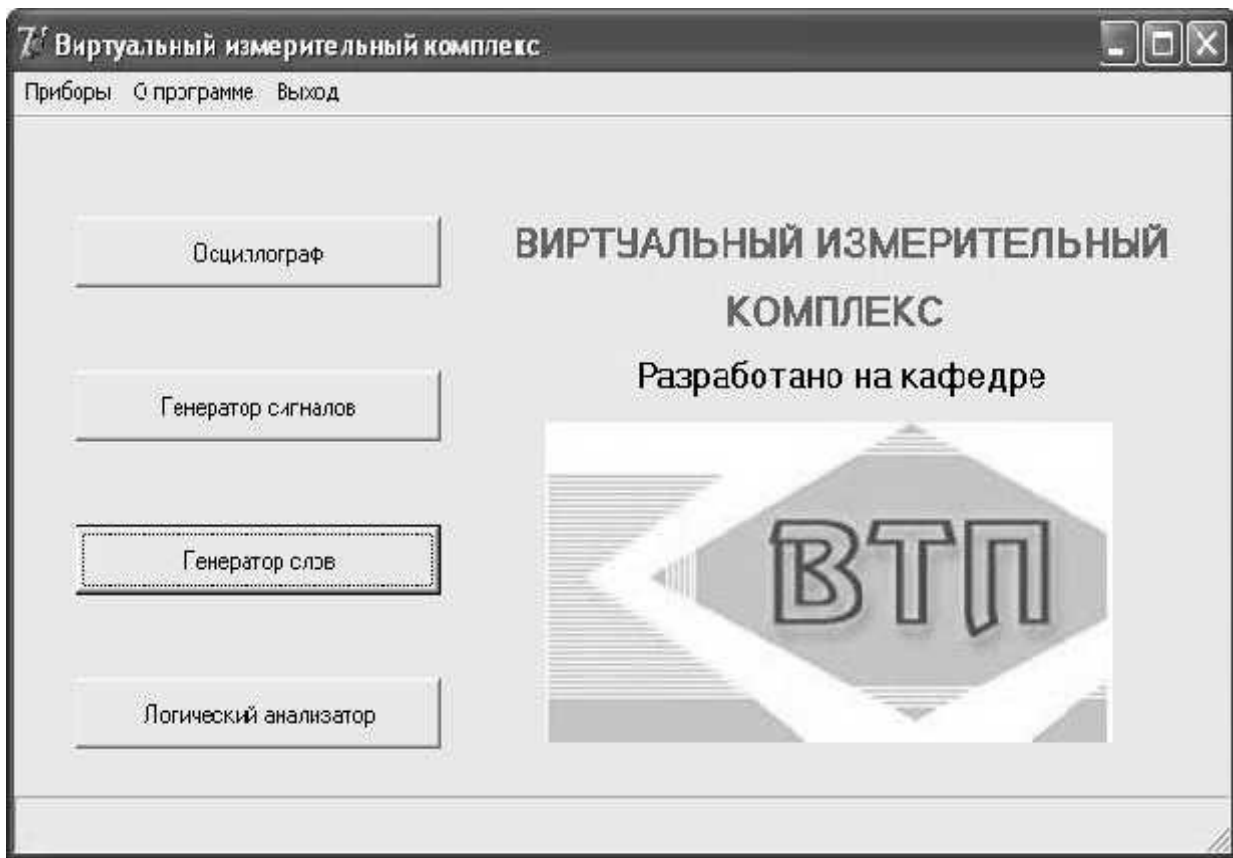 Виртуальный измерительный комплекс
Приборы О программе Выход
Осциллограф
Генератор сигналов
Генератор слов
Логический анализатор
ВИРТУАЛЬНЫЙ ИЗМЕРИТЕЛЬНЫЙ
КОМПЛЕКС
Разработано на кафедре
ВТП